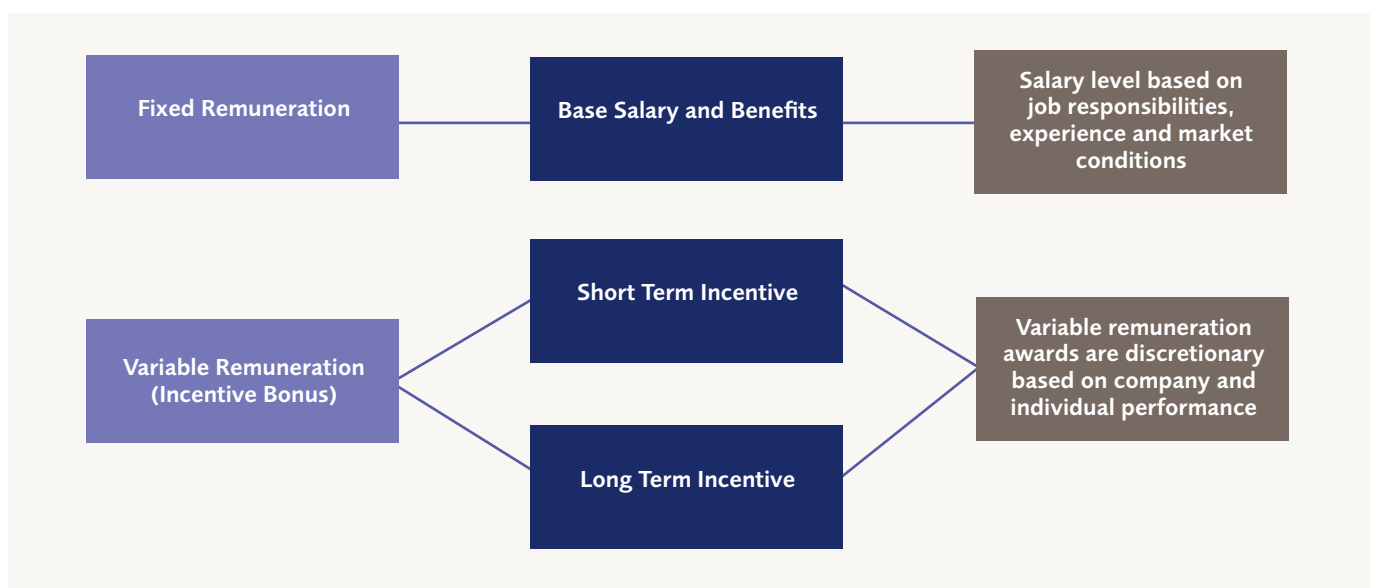 Fixed Remuneration
Base Salary and Benefits
Salary level based on
job responsibilities,
experience and market
conditions
Variable Remuneration
(Incentive Bonus)
Short Term Incentive
Long Term Incentive
Variable remuneration
awards are discretionary
based on company and
individual performance